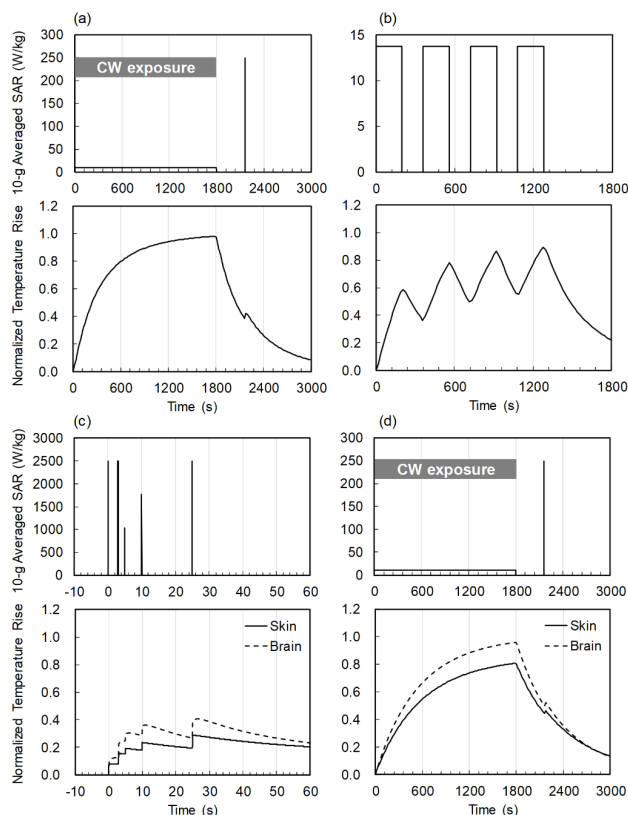 (a)
10-g Averaged SAR (W/kg)
300
250
200
150
100
50
0
CW exposure
0 600 1200 1800 2400 3000
Normalized Temperature Rise
1.2
1.0
0.8
0.6
0.4
0.2
0.0
0 600 1200 1800 2400 3000
Time (s)
(b)
15
10
5
0
0 600 1200 1800
1.2
1.0
0.8
0.6
0.4
0.2
0.0
0 600 1200 1800
Time (s)
(c)
10-g Averaged SAR (W/kg)
3000
2500
2000
1500
1000
500
0
-10 0 10 20 30 40 50 60
Normalized Temperature Rise
1.2
1.0
0.8
0.6
0.4
0.2
0.0
Skin
Brain
-10 0 10 20 30 40 50 60
Time (s)
(d)
300
250
200
150
100
50
0
CW exposure
0 600 1200 1800 2400 3000
1.2
1.0
0.8
0.6
0.4
0.2
0.0
Skin
Brain
0 600 1200 1800 2400 3000
Time (s)